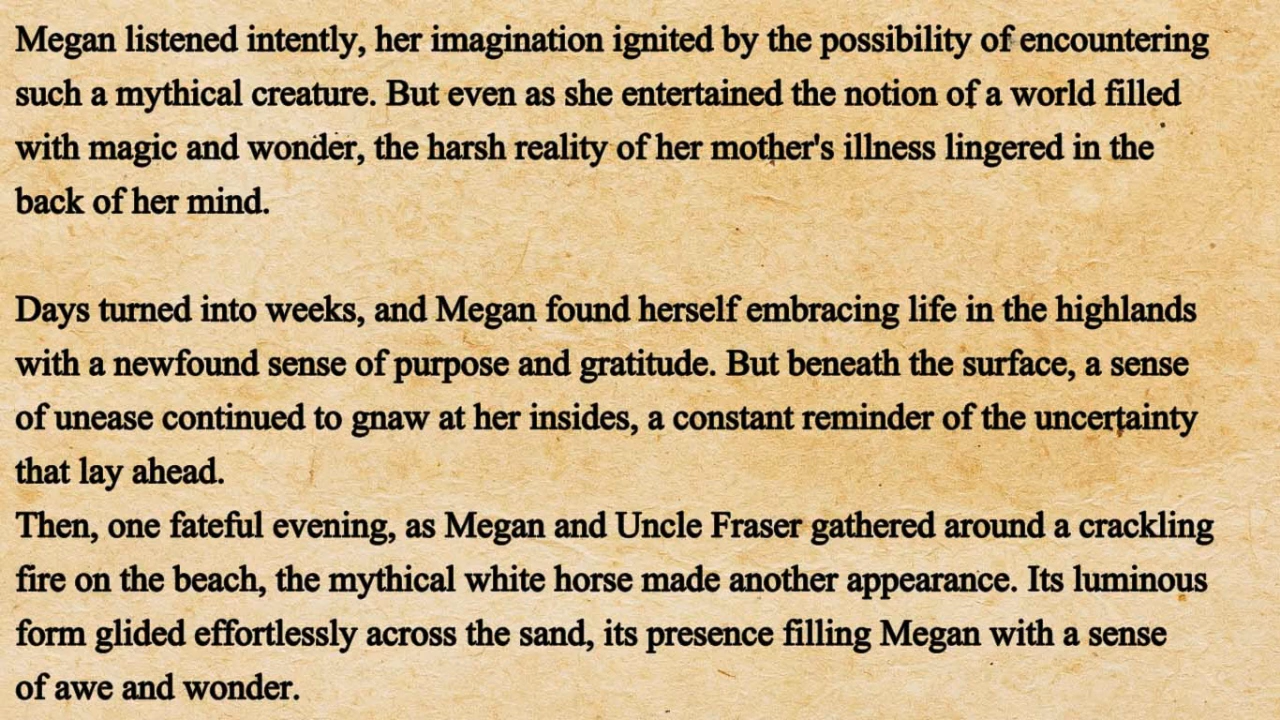 Megan listened intently, her imagination ignited by the possibility of encountering
such a mythical creature. But even as she entertained the notion of a world filled
with magic and wonder, the harsh reality of her mother's illness lingered in the
back of her mind.
Days turned into weeks, and Megan found herself embracing life in the highlands
with a newfound sense of purpose and gratitude. But beneath the surface, a sense
of unease continued to gnaw at her insides, a constant reminder of the uncertainty
that lay ahead.
Then, one fateful evening, as Megan and Uncle Fraser gathered around a crackling
fire on the beach, the mythical white horse made another appearance. Its luminous
form glided effortlessly across the sand, its presence filling Megan with a sense
of awe and wonder.